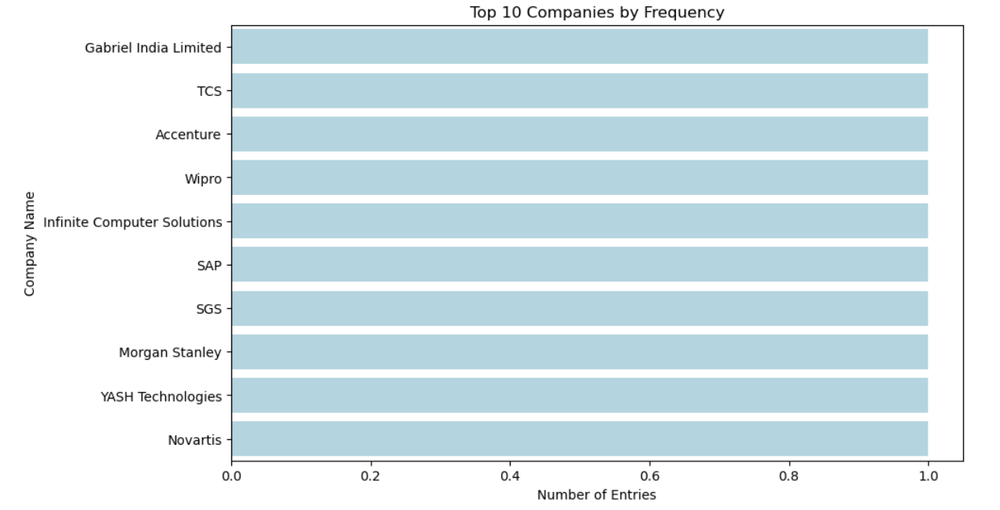 Top 10 Companies by Frequency
Company Name
Gabriel India Limited
TCS
Accenture
Wipro
Infinite Computer Solutions
SAP
SGS
Morgan Stanley
YASH Technologies
Novartis
0.0 0.2 0.4 0.6 0.8 1.0
Number of Entries